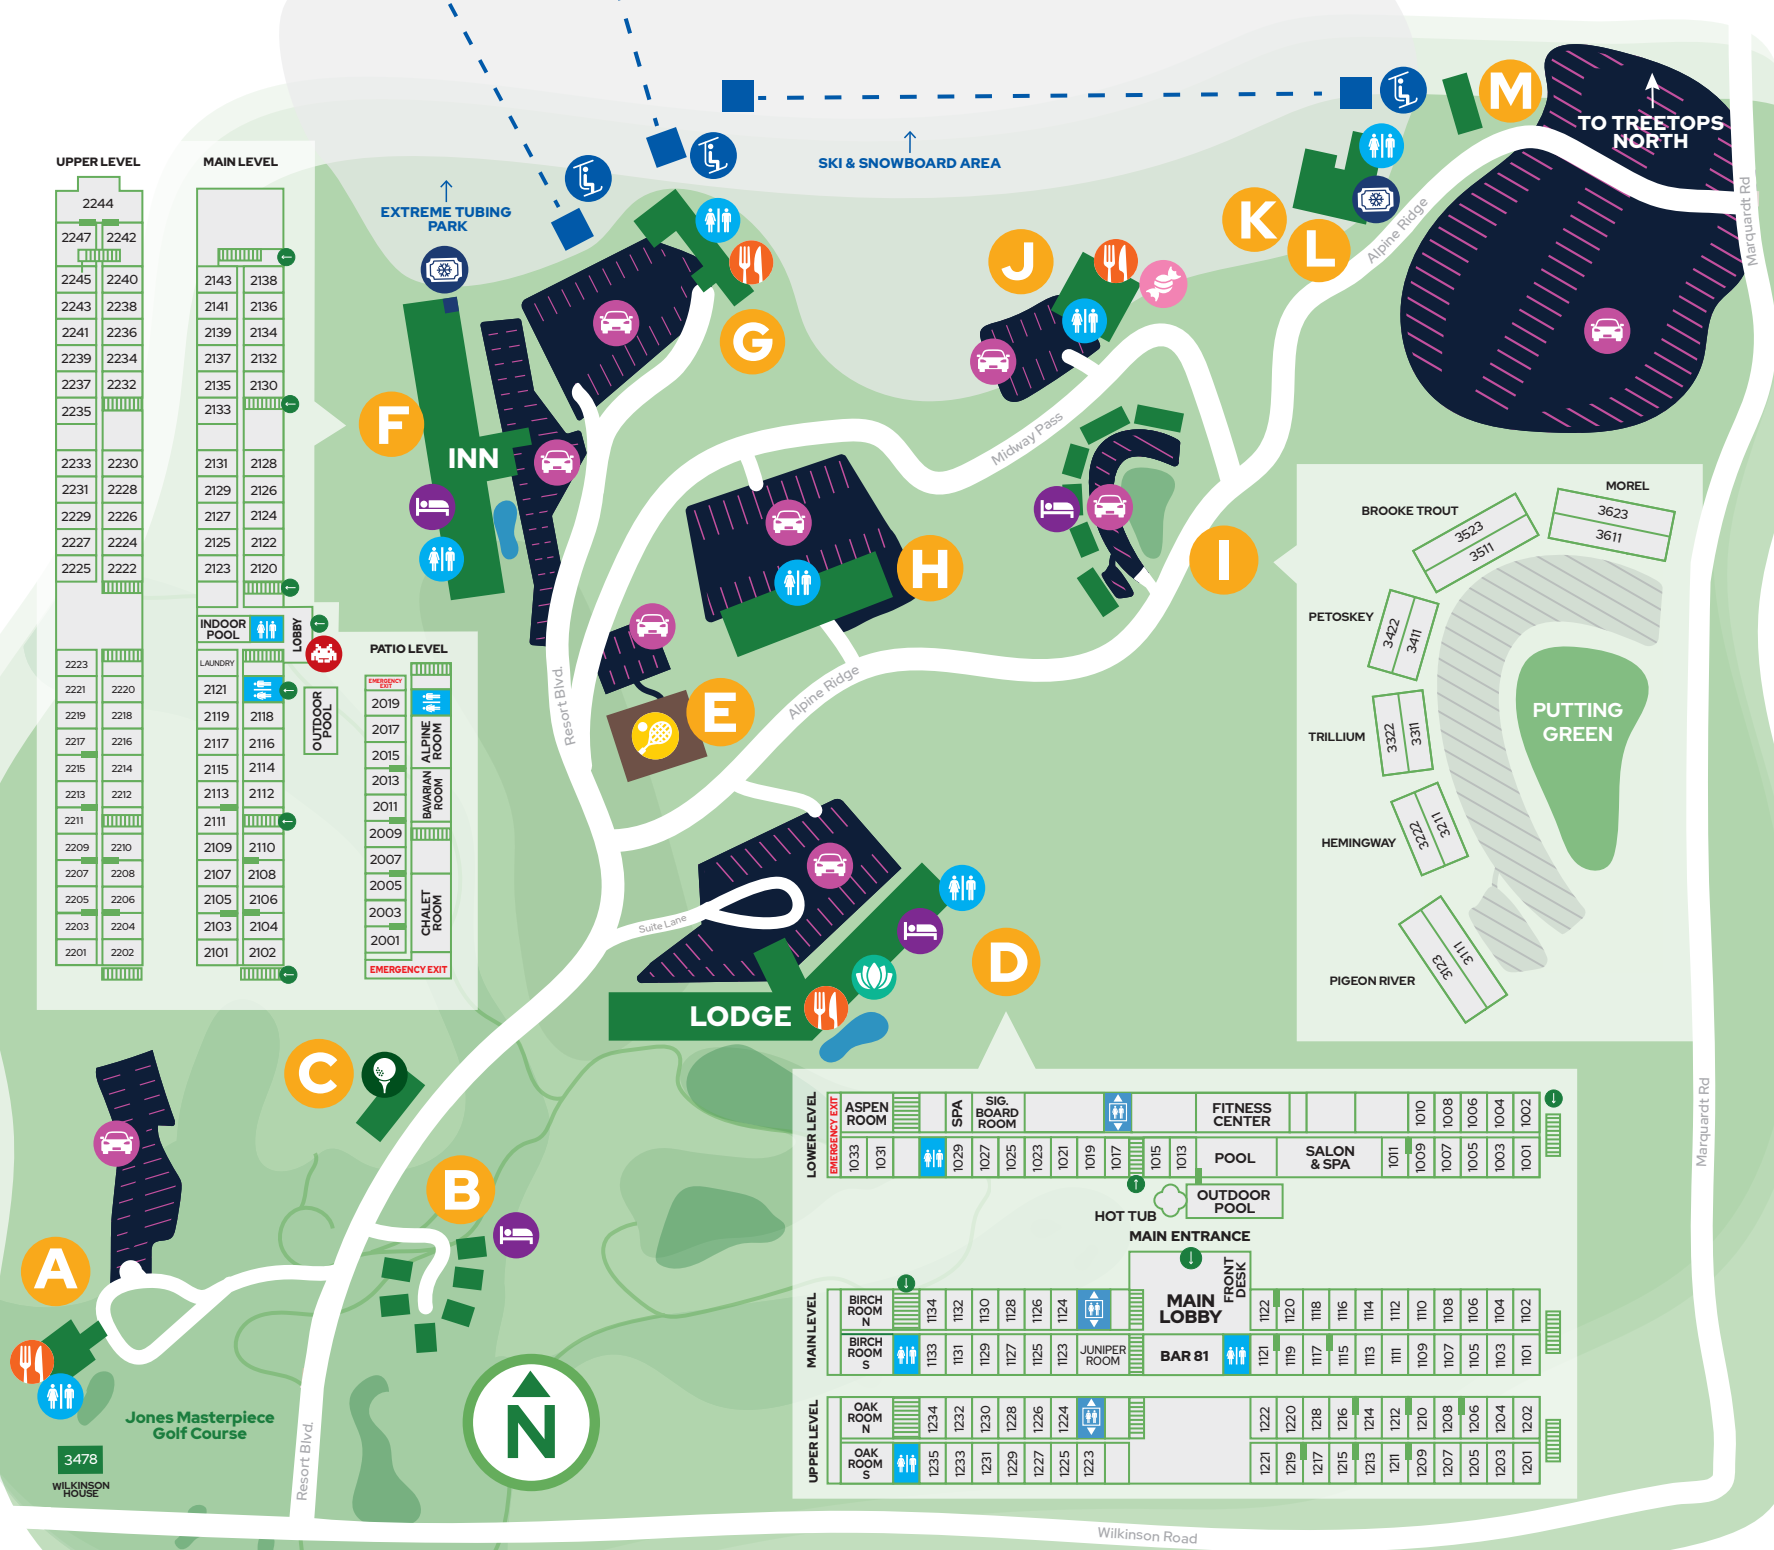 TO TREETOPS
NORTH
M
SKI & SNOWBOARD AREA
EXTREME TUBING
PARK
K
L
J
G
F
INN
H
I
E
D
LODGE
C
B
A
N
Alpine Ridge
Marquardt Rd
Midway Pass
Resort Blvd.
Alpine Ridge
Suite Lane
Marquardt Rd
Resort Blvd.
Wilkinson Road
Jones Masterpiece
Golf Course
3478
WILKINSON
HOUSE
UPPER LEVEL
2244
2247 2242
2245 2240
2243 2238
2241 2236
2239 2234
2237 2232
2235
2233 2230
2231 2228
2229 2226
2227 2224
2225 2222
2223
2221 2220
2219 2218
2217 2216
2215 2214
2213 2212
2211
2209 2210
2207 2208
2205 2206
2203 2204
2201 2202
MAIN LEVEL
2143 2138
2141 2136
2139 2134
2137 2132
2135 2130
2133
2131 2128
2129 2126
2127 2124
2125 2122
2123 2120
INDOOR
POOL
LOBBY
LAUNDRY
2121
2119 2118
2117 2116
2115 2114
2113 2112
2111
2109 2110
2107 2108
2105 2106
2103 2104
2101 2102
OUTDOOR
POOL
PATIO LEVEL
EMERGENCY
EXIT
2019
2017
2015
2013
2011
2009
2007
2005
2003
2001
ALPINE
ROOM
BAVARIAN
ROOM
CHALET
ROOM
EMERGENCY EXIT
MOREL
3623
3611
BROOKE TROUT
3523
3511
PETOSKEY
3422
3411
TRILLIUM
3322
3311
HEMINGWAY
3222
3211
PIGEON RIVER
3123
3111
PUTTING
GREEN
LOWER LEVEL
EMERGENCY EXIT
ASPEN
ROOM
SPA
SIG.
BOARD
ROOM
FITNESS
CENTER
1010 1008 1006 1004 1002
1033 1031 1029 1027 1025 1023 1021 1019 1017 1015 1013
POOL
SALON
& SPA
1011 1009 1007 1005 1003 1001
HOT TUB
OUTDOOR
POOL
MAIN ENTRANCE
MAIN LEVEL
BIRCH
ROOM
N
1134 1132 1130 1128 1126 1124
MAIN
LOBBY
FRONT
DESK
1122 1120 1118 1116 1114 1112 1110 1108 1106 1104 1102
BIRCH
ROOM
S
1133 1131 1129 1127 1125 1123
JUNIPER
ROOM
BAR 81
1121 1119 1117 1115 1113 1111 1109 1107 1105 1103 1101
UPPER LEVEL
OAK
ROOM
N
1234 1232 1230 1228 1226 1224
1222 1220 1218 1216 1214 1212 1210 1208 1206 1204 1202
OAK
ROOM
S
1235 1233 1231 1229 1227 1225 1223
1221 1219 1217 1215 1213 1211 1209 1207 1205 1203 1201